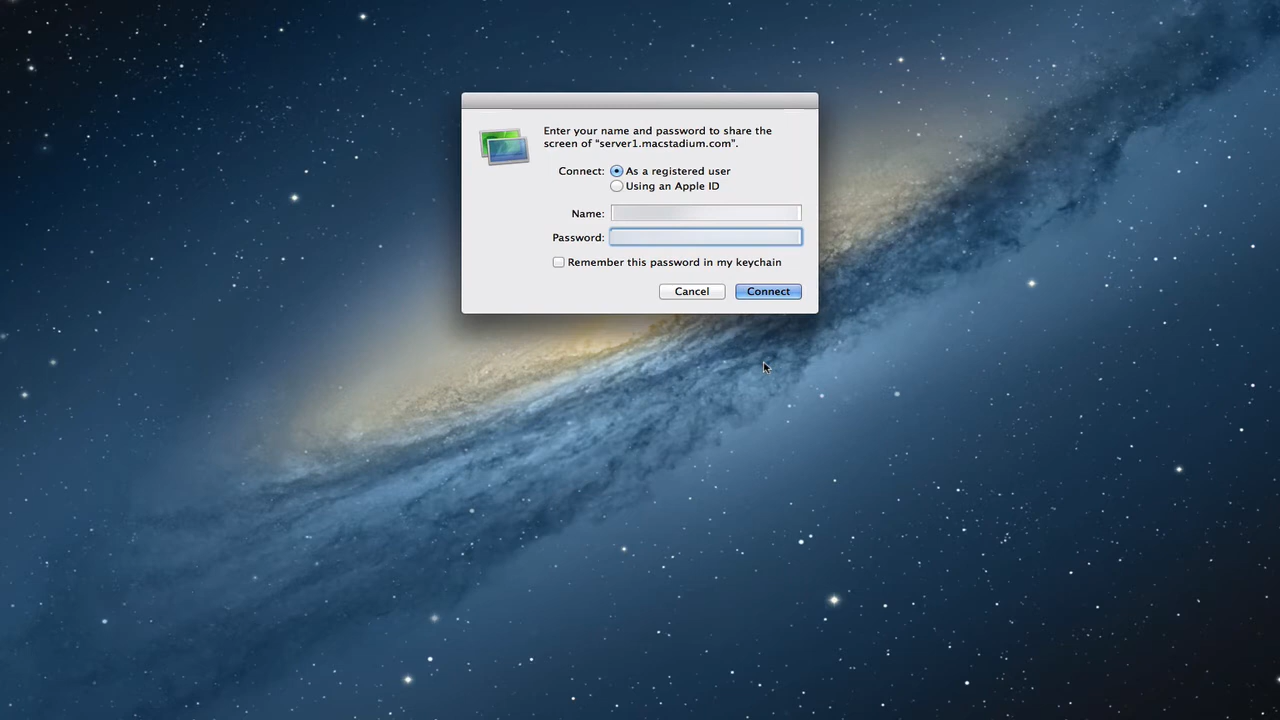 Enter your name and password to share the
screen of "server1.macstadium.com".
Connect: As a registered user
Using an Apple ID
Name:
Password:
Remember this password in my keychain
Cancel Connect